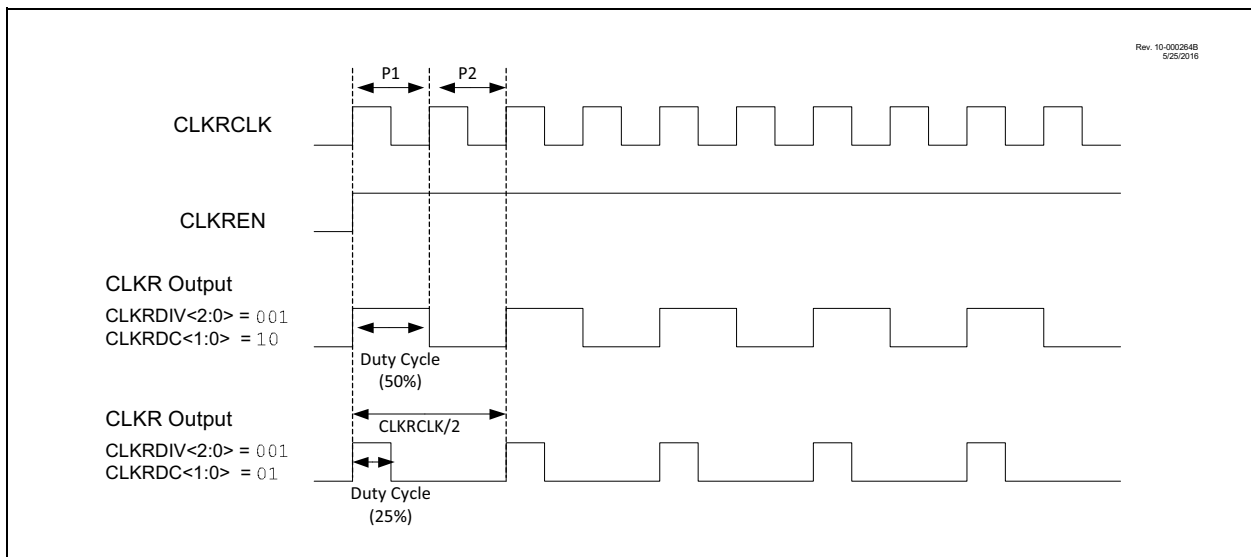 Rev. 10-000264B
5/25/2016
P1
P2
CLKRCLK
CLKREN
CLKR Output
CLKRDIV<2:0> = 001
CLKRDC<1:0> = 10
Duty Cycle
(50%)
CLKR Output
CLKRCLK/2
CLKRDIV<2:0> = 001
CLKRDC<1:0> = 01
Duty Cycle
(25%)